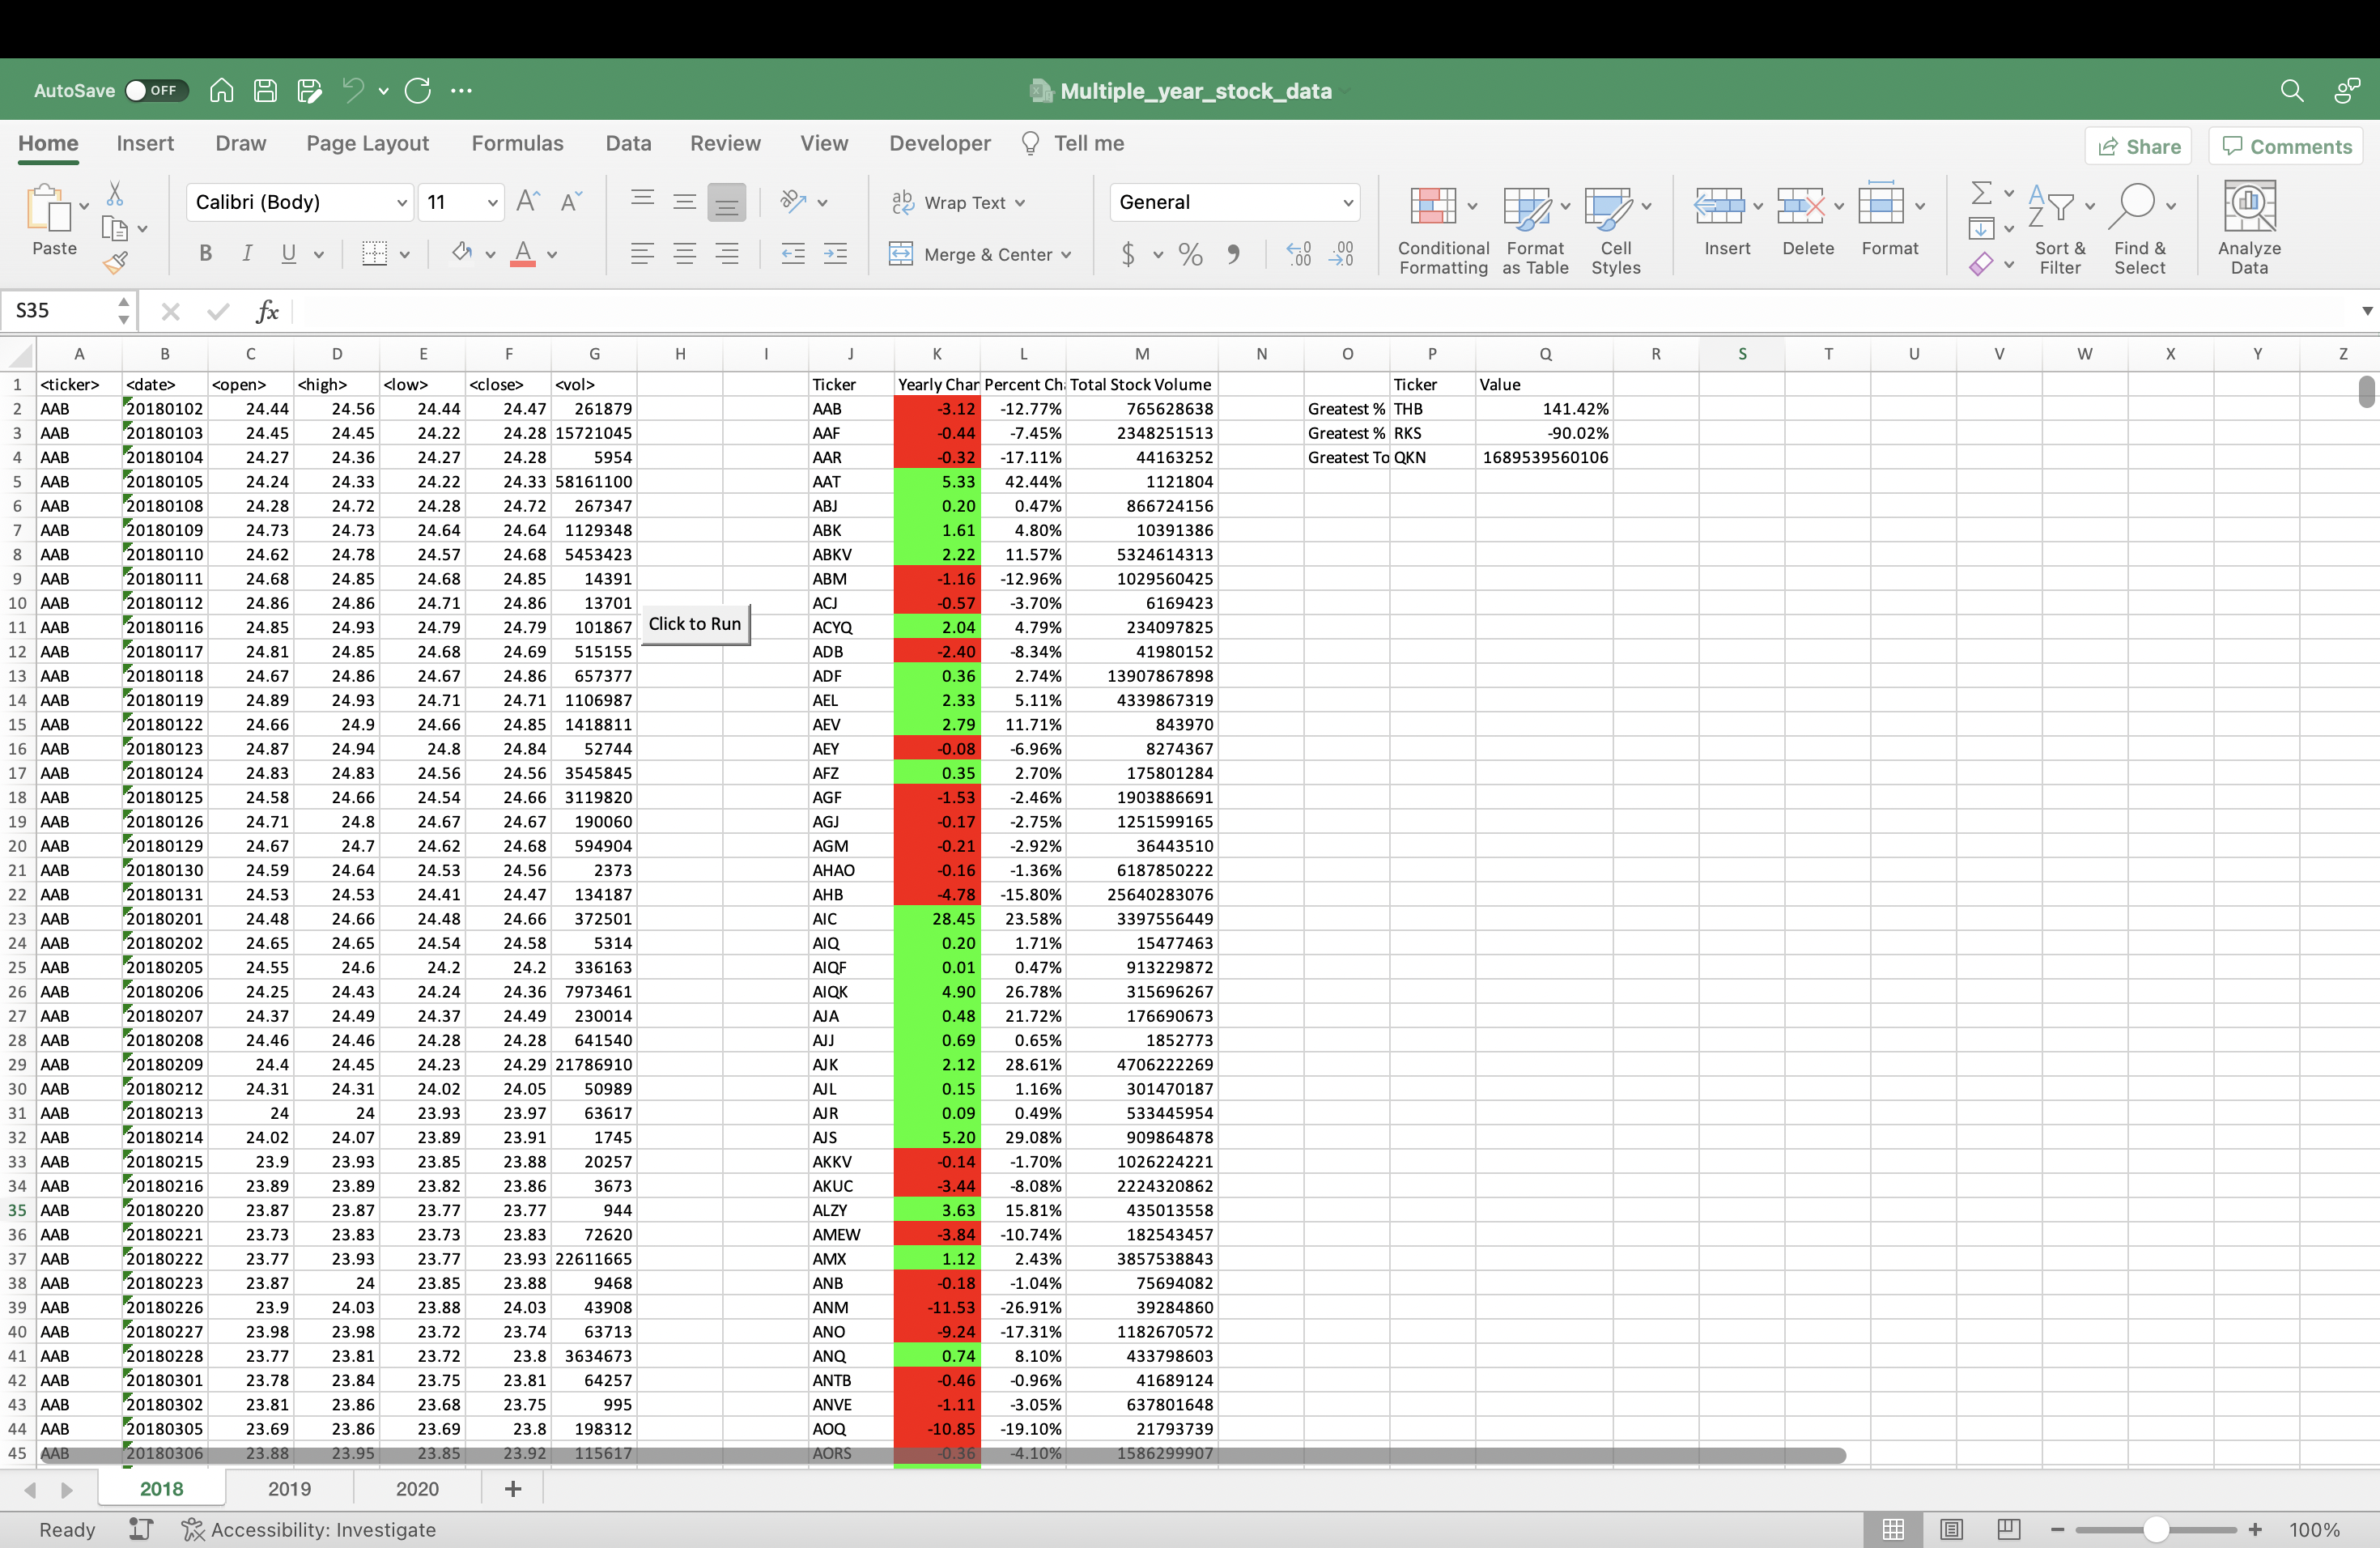 AutoSave OFF Multiple_year_stock_data
Home Insert Draw Page Layout Formulas Data Review View Developer Tell me Share Comments
Paste Calibri (Body) 11 Wrap Text General Conditional Formatting Format as Table Cell Styles Insert Delete Format Sort & Filter Find & Select Analyze Data
B I U A Merge & Center $ %
S35 fx
A B C D E F G H I J K L M N O P Q R S T U V W X Y Z
1 <ticker> <date> <open> <high> <low> <close> <vol> Ticker Yearly Char Percent Ch Total Stock Volume Ticker Value
2 AAB 20180102 24.44 24.56 24.44 24.47 261879 AAB -3.12 -12.77% 765628638 Greatest % THB 141.42%
3 AAB 20180103 24.45 24.45 24.22 24.28 15721045 AAF -0.44 -7.45% 2348251513 Greatest % RKS -90.02%
4 AAB 20180104 24.27 24.36 24.27 24.28 5954 AAR -0.32 -17.11% 44163252 Greatest To QKN 1689539560106
5 AAB 20180105 24.24 24.33 24.22 24.33 58161100 AAT 5.33 42.44% 1121804
6 AAB 20180108 24.28 24.72 24.28 24.72 267347 ABJ 0.20 0.47% 866724156
7 AAB 20180109 24.73 24.73 24.64 24.64 1129348 ABK 1.61 4.80% 10391386
8 AAB 20180110 24.62 24.78 24.57 24.68 5453423 ABKV 2.22 11.57% 5324614313
9 AAB 20180111 24.68 24.85 24.68 24.85 14391 ABM -1.16 -12.96% 1029560425
10 AAB 20180112 24.86 24.86 24.71 24.86 13701 ACJ -0.57 -3.70% 6169423
11 AAB 20180116 24.85 24.93 24.79 24.79 101867 Click to Run ACYQ 2.04 4.79% 234097825
12 AAB 20180117 24.81 24.85 24.68 24.69 515155 ADB -2.40 -8.34% 41980152
13 AAB 20180118 24.67 24.86 24.67 24.86 657377 ADF 0.36 2.74% 13907867898
14 AAB 20180119 24.89 24.93 24.71 24.71 1106987 AEL 2.33 5.11% 4339867319
15 AAB 20180122 24.66 24.9 24.66 24.85 1418811 AEV 2.79 11.71% 843970
16 AAB 20180123 24.87 24.94 24.8 24.84 52744 AEY -0.08 -6.96% 8274367
17 AAB 20180124 24.83 24.83 24.56 24.56 3545845 AFZ 0.35 2.70% 175801284
18 AAB 20180125 24.58 24.66 24.54 24.66 3119820 AGF -1.53 -2.46% 1903886691
19 AAB 20180126 24.71 24.8 24.67 24.67 190060 AGJ -0.17 -2.75% 1251599165
20 AAB 20180129 24.67 24.7 24.62 24.68 594904 AGM -0.21 -2.92% 36443510
21 AAB 20180130 24.59 24.64 24.53 24.56 2373 AHAO -0.16 -1.36% 6187850222
22 AAB 20180131 24.53 24.53 24.41 24.47 134187 AHB -4.78 -15.80% 25640283076
23 AAB 20180201 24.48 24.66 24.48 24.66 372501 AIC 28.45 23.58% 3397556449
24 AAB 20180202 24.65 24.65 24.54 24.58 5314 AIQ 0.20 1.71% 15477463
25 AAB 20180205 24.55 24.6 24.2 24.2 336163 AIQF 0.01 0.47% 913229872
26 AAB 20180206 24.25 24.43 24.24 24.36 7973461 AIQK 4.90 26.78% 315696267
27 AAB 20180207 24.37 24.49 24.37 24.49 230014 AJA 0.48 21.72% 176690673
28 AAB 20180208 24.46 24.46 24.28 24.28 641540 AJJ 0.69 0.65% 1852773
29 AAB 20180209 24.4 24.45 24.23 24.29 21786910 AJK 2.12 28.61% 4706222269
30 AAB 20180212 24.31 24.31 24.02 24.05 50989 AJL 0.15 1.16% 301470187
31 AAB 20180213 24 24 23.93 23.97 63617 AJR 0.09 0.49% 533445954
32 AAB 20180214 24.02 24.07 23.89 23.91 1745 AJS 5.20 29.08% 909864878
33 AAB 20180215 23.9 23.93 23.85 23.88 20257 AKKV -0.14 -1.70% 1026224221
34 AAB 20180216 23.89 23.89 23.82 23.86 3673 AKUC -3.44 -8.08% 2224320862
35 AAB 20180220 23.87 23.87 23.77 23.77 944 ALZY 3.63 15.81% 435013558
36 AAB 20180221 23.73 23.83 23.73 23.83 72620 AMEW -3.84 -10.74% 182543457
37 AAB 20180222 23.77 23.93 23.77 23.93 22611665 AMX 1.12 2.43% 3857538843
38 AAB 20180223 23.87 24 23.85 23.88 9468 ANB -0.18 -1.04% 75694082
39 AAB 20180226 23.9 24.03 23.88 24.03 43908 ANM -11.53 -26.91% 39284860
40 AAB 20180227 23.98 23.98 23.72 23.74 63713 ANO -9.24 -17.31% 1182670572
41 AAB 20180228 23.77 23.81 23.72 23.8 3634673 ANQ 0.74 8.10% 433798603
42 AAB 20180301 23.78 23.84 23.75 23.81 64257 ANTB -0.46 -0.96% 41689124
43 AAB 20180302 23.81 23.86 23.68 23.75 995 ANVE -1.11 -3.05% 637801648
44 AAB 20180305 23.69 23.86 23.69 23.8 198312 AOQ -10.85 -19.10% 21793739
45 AAB 20180306 23.88 23.95 23.85 23.92 115617 AORS -0.36 -4.10% 1586299907
2018 2019 2020 +
Ready Accessibility: Investigate 100%